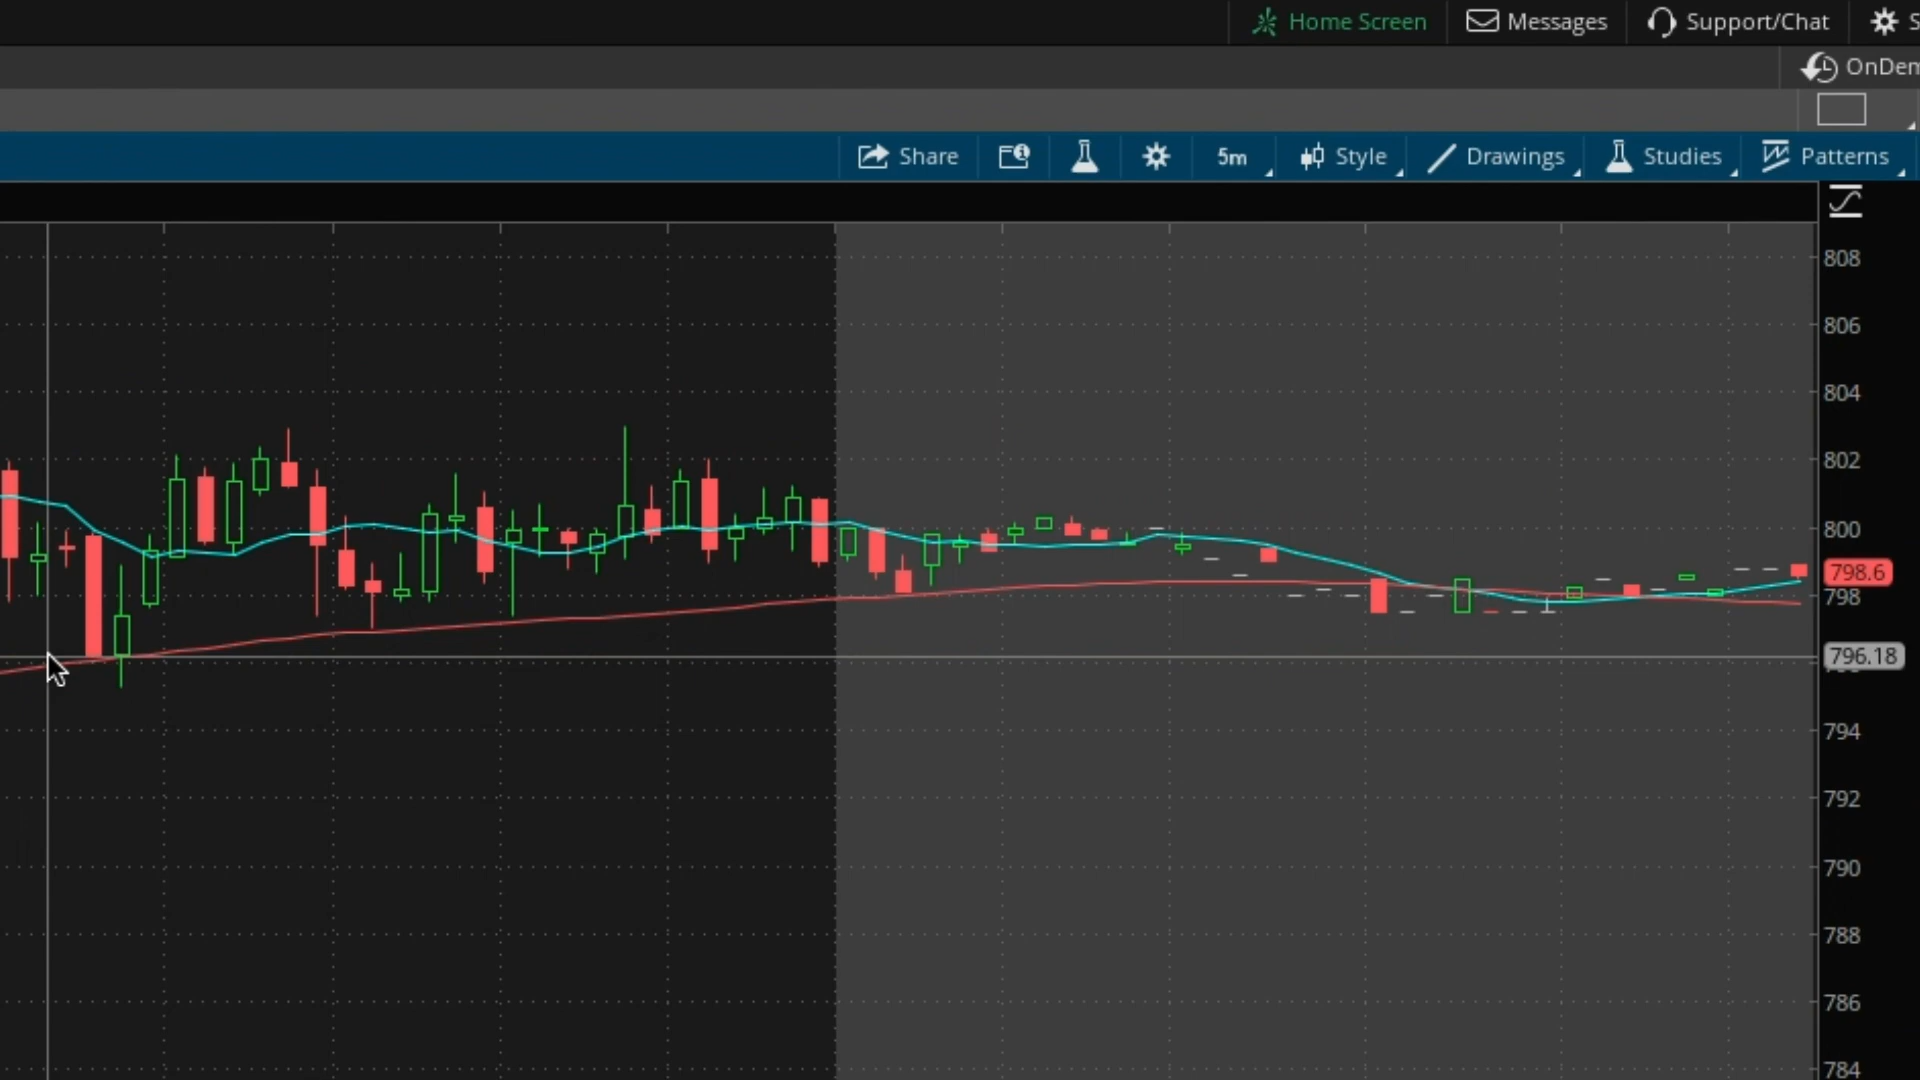 Home Screen
Messages
Support/Chat
S
OnDem
Share
5m
Style
Drawings
Studies
Patterns
808
806
804
802
800
798.6
798
796.18
794
792
790
788
786
784